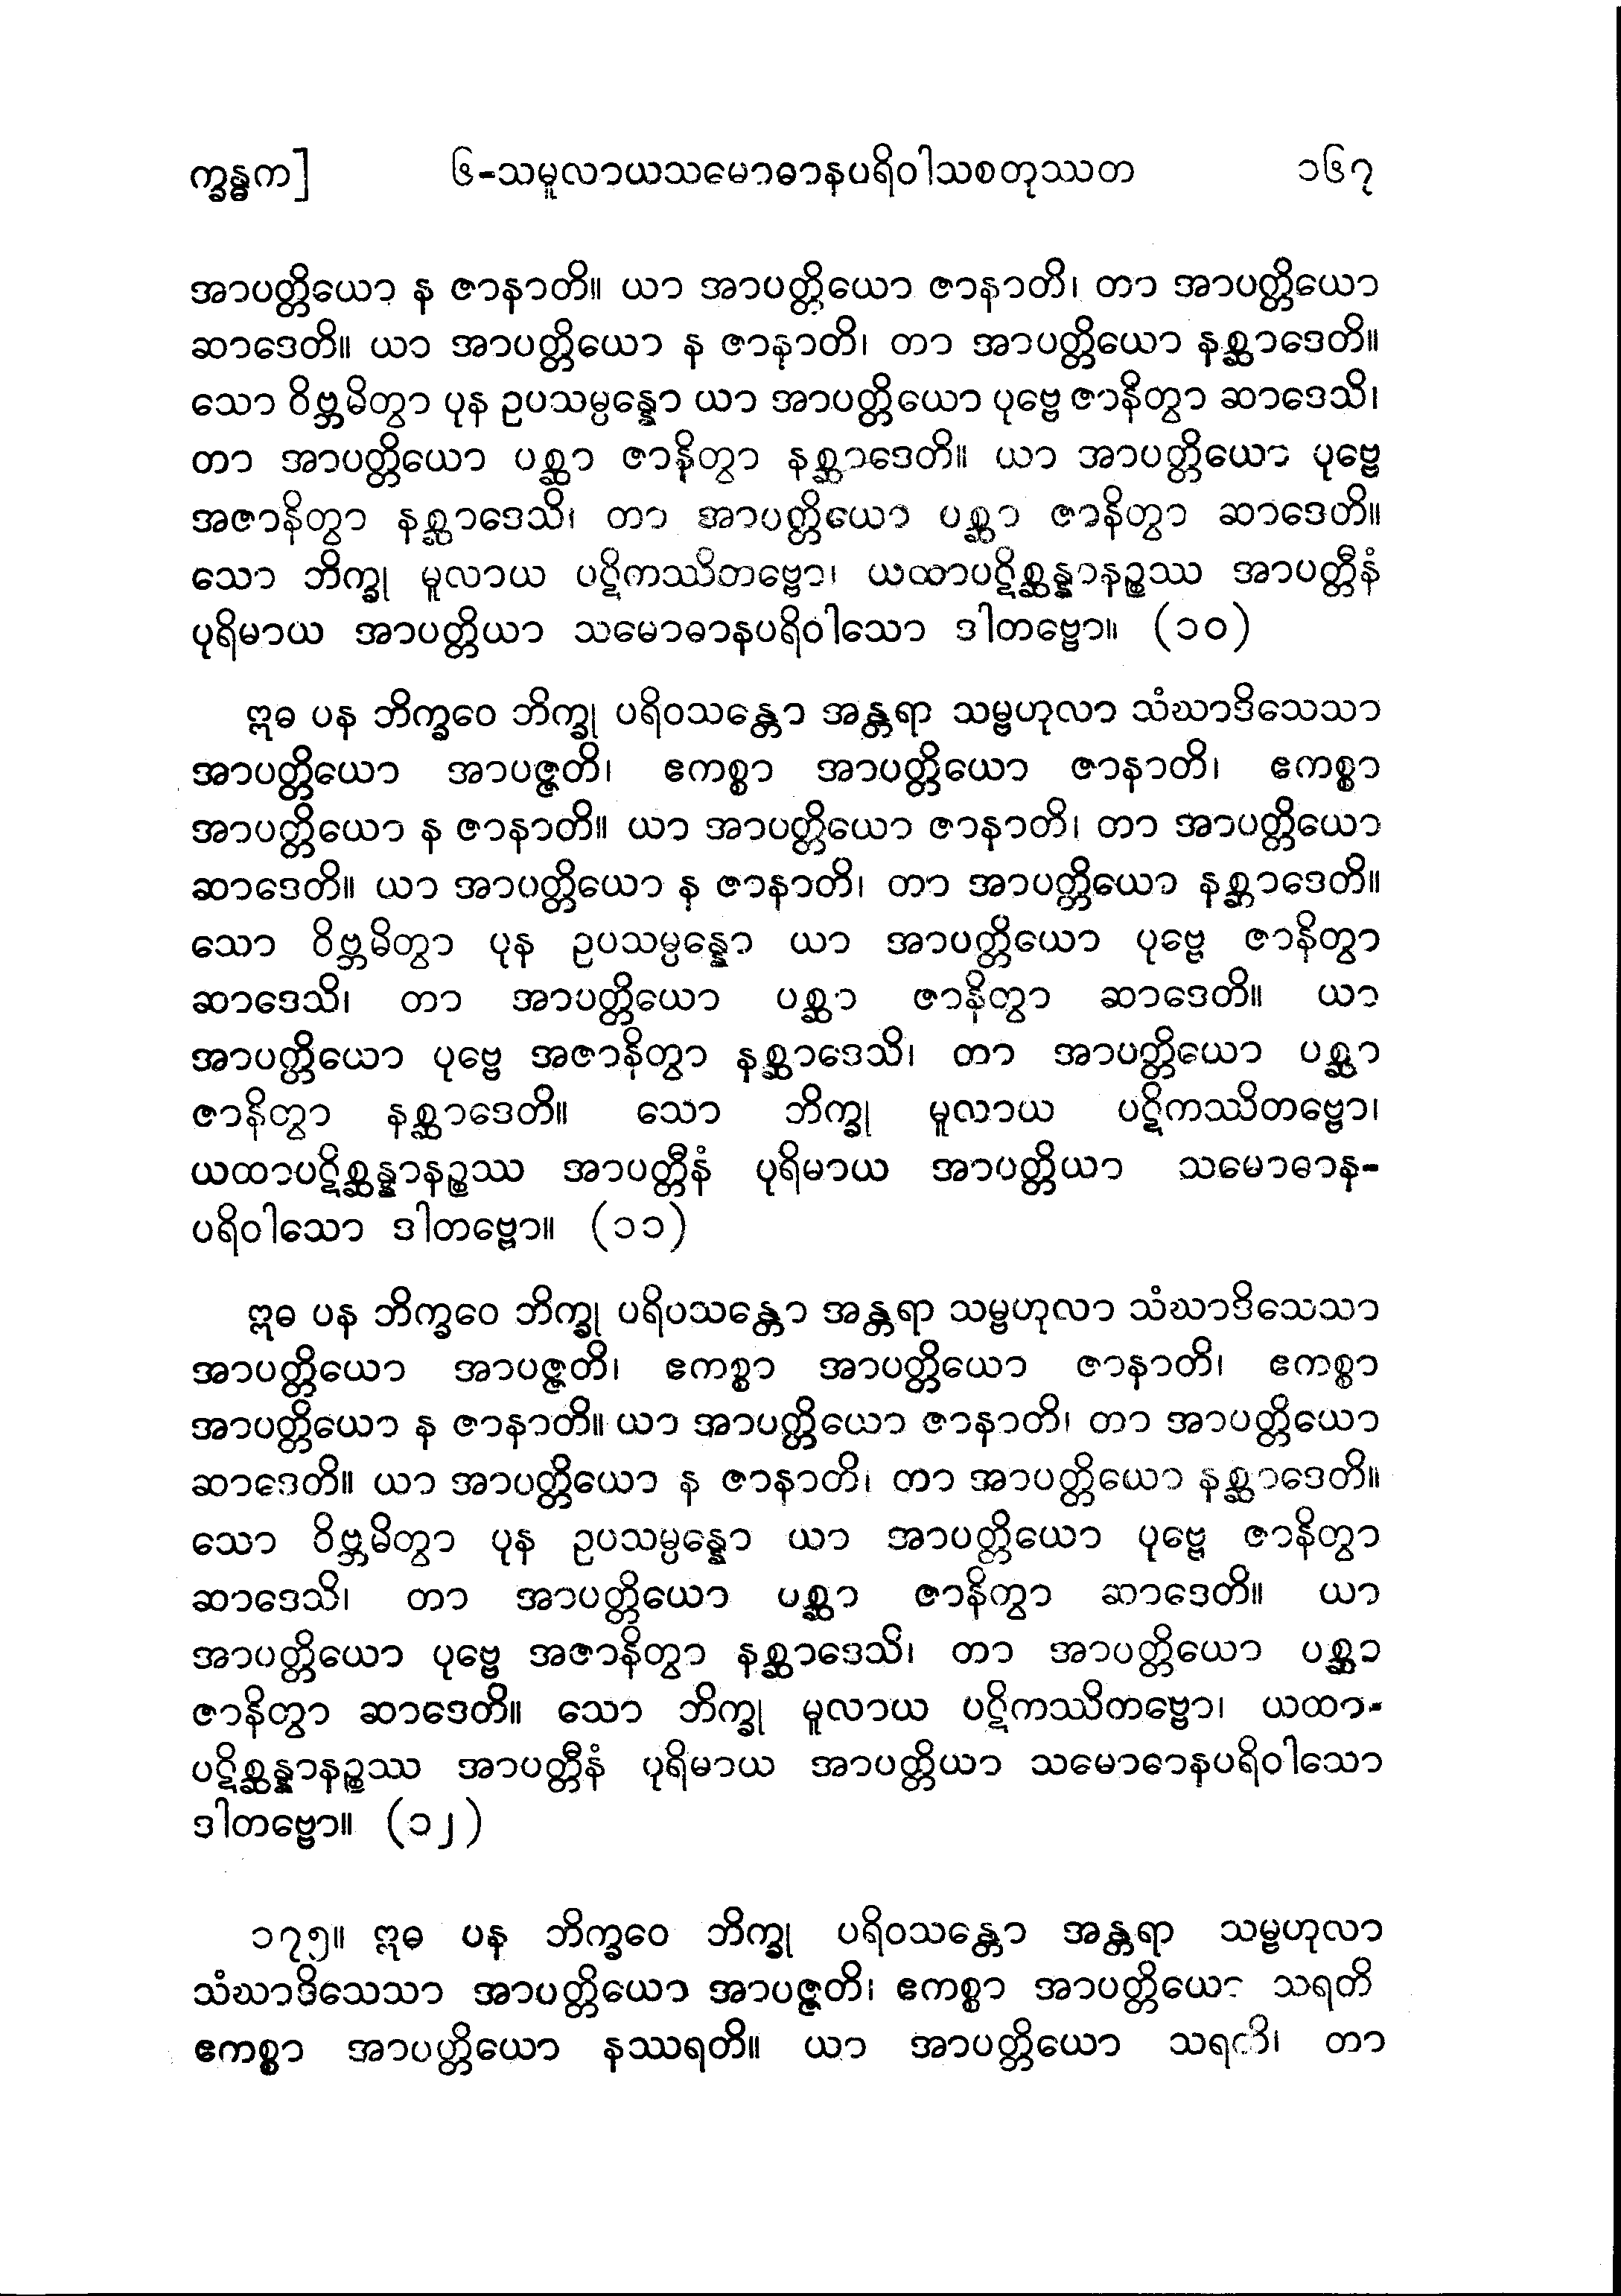 က္ခန္ဓက] ၆-သမူလာယသမောဓာနပရိဝါသစတုဿတ ၁၆၇
အာပတ္တိယော န ဇာနာတိ။ ယာ အာပတ္တိယော ဇာနာတိ၊ တာ အာပတ္တိယော
ဆာဒေတိ။ ယာ အာပတ္တိယော န ဇာနာတိ၊ တာ အာပတ္တိယော နစ္ဆာဒေတိ။
သော ဝိဗ္ဘမိတွာ ပုန ဥပသမ္ပန္နော ယာ အာပတ္တိယော ပုဗ္ဗေ ဇာနိတွာ ဆာဒေသိ၊
တာ အာပတ္တိယော ပစ္ဆာ ဇာနိတွာ နစ္ဆာဒေတိ။ ယာ အာပတ္တိယော ပုဗ္ဗေ
အဇာနိတွာ နစ္ဆာဒေသိ၊ တာ အာပတ္တိယော ပစ္ဆာ ဇာနိတွာ ဆာဒေတိ။
သော ဘိက္ခု မူလာယ ပဋိကဿိတဗ္ဗော၊ ယထာပဋိစ္ဆန္နာနဉ္စဿ အာပတ္တီနံ
ပုရိမာယ အာပတ္တိယာ သမောဓာနပရိဝါသော ဒါတဗ္ဗော။ (၁၀)
ဣဓ ပန ဘိက္ခဝေ ဘိက္ခု ပရိဝသန္တော အန္တရာ သမ္ဗဟုလာ သံဃာဒိသေသာ
အာပတ္တိယော အာပဇ္ဇတိ၊ ဧကစ္စာ အာပတ္တိယော ဇာနာတိ၊ ဧကစ္စာ
အာပတ္တိယော န ဇာနာတိ။ ယာ အာပတ္တိယော ဇာနာတိ၊ တာ အာပတ္တိယော
ဆာဒေတိ။ ယာ အာပတ္တိယော န ဇာနာတိ၊ တာ အာပတ္တိယော နစ္ဆာဒေတိ။
သော ဝိဗ္ဘမိတွာ ပုန ဥပသမ္ပန္နော ယာ အာပတ္တိယော ပုဗ္ဗေ ဇာနိတွာ
ဆာဒေသိ၊ တာ အာပတ္တိယော ပစ္ဆာ ဇာနိတွာ ဆာဒေတိ။ ယာ
အာပတ္တိယော ပုဗ္ဗေ အဇာနိတွာ နစ္ဆာဒေသိ၊ တာ အာပတ္တိယော ပစ္ဆာ
ဇာနိတွာ နစ္ဆာဒေတိ။ သော ဘိက္ခု မူလာယ ပဋိကဿိတဗ္ဗော၊
ယထာပဋိစ္ဆန္နာနဉ္စဿ အာပတ္တီနံ ပုရိမာယ အာပတ္တိယာ သမောဓာန-
ပရိဝါသော ဒါတဗ္ဗော။ (၁၁)
ဣဓ ပန ဘိက္ခဝေ ဘိက္ခု ပရိပသန္တော အန္တရာ သမ္ဗဟုလာ သံဃာဒိသေသာ
အာပတ္တိယော အာပဇ္ဇတိ၊ ဧကစ္စာ အာပတ္တိယော ဇာနာတိ၊ ဧကစ္စာ
အာပတ္တိယော န ဇာနာတိ။ ယာ အာပတ္တိယော ဇာနာတိ၊ တာ အာပတ္တိယော
ဆာဒေတိ။ ယာ အာပတ္တိယော န ဇာနာတိ၊ တာ အာပတ္တိယော နစ္ဆာဒေတိ။
သော ဝိဗ္ဘမိတွာ ပုန ဥပသမ္ပန္နော ယာ အာပတ္တိယော ပုဗ္ဗေ ဇာနိတွာ
ဆာဒေသိ၊ တာ အာပတ္တိယော ပစ္ဆာ ဇာနိတွာ ဆာဒေတိ။ ယာ
အာပတ္တိယော ပုဗ္ဗေ အဇာနိတွာ နစ္ဆာဒေသိ၊ တာ အာပတ္တိယော ပစ္ဆာ
ဇာနိတွာ ဆာဒေတိ။ သော ဘိက္ခု မူလာယ ပဋိကဿိတဗ္ဗော၊ ယထာ-
ပဋိစ္ဆန္နာနဉ္စဿ အာပတ္တီနံ ပုရိမာယ အာပတ္တိယာ သမောဓာနပရိဝါသော
ဒါတဗ္ဗော။ (၁၂)
၁၇၅။ ဣဓ ပန ဘိက္ခဝေ ဘိက္ခု ပရိဝသန္တော အန္တရာ သမ္ဗဟုလာ
သံဃာဒိသေသာ အာပတ္တိယော အာပဇ္ဇတိ၊ ဧကစ္စာ အာပတ္တိယော သရတိ
ဧကစ္စာ အာပတ္တိယော နဿရတိ။ ယာ အာပတ္တိယော သရတိ၊ တာ